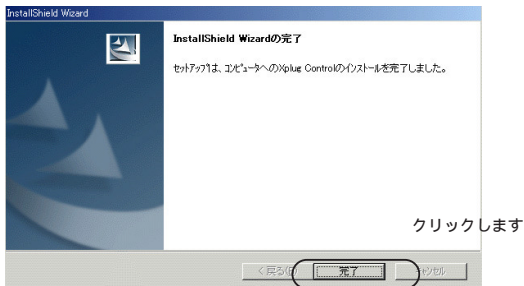 InstallShield Wizard
InstallShield Wizardの完了
ｾｯﾄｱｯﾌﾟは、ｺﾝﾋﾟｭｰﾀへのXplug Controlのｲﾝｽﾄｰﾙを完了しました。
クリックします
< 戻る(B)
完了
ｷｬﾝｾﾙ